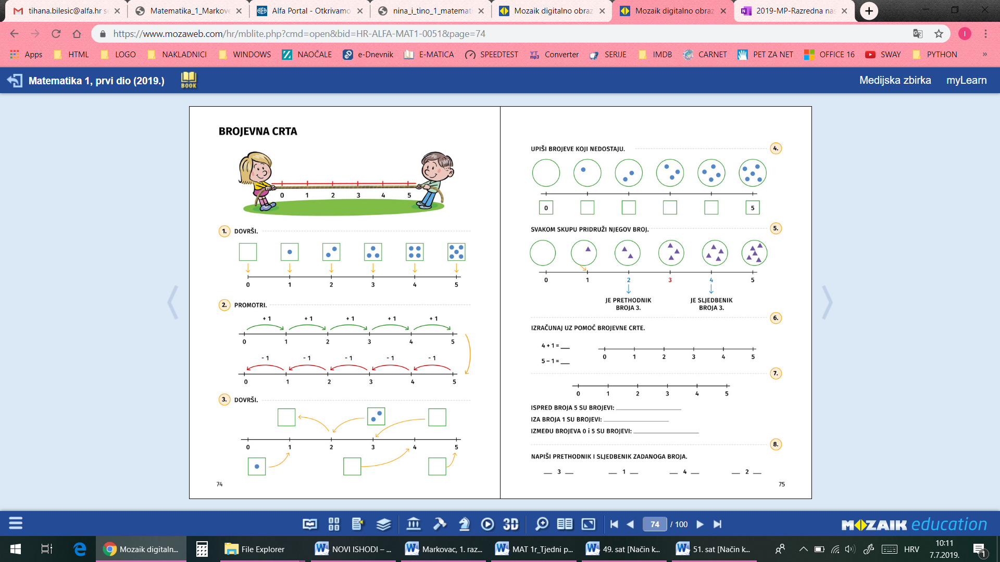 tihana.bilesic@alfa.hr s
Matematika_1_Markove
Alfa Portal - Otkrivamo
nina_i_tino_1_matemati
Mozaik digitalno obraz
Mozaik digitalno obraz
2019-MP-Razredna nas
https://www.mozaweb.com/hr/mblite.php?cmd=open&bid=HR-ALFA-MAT1-0051&page=74
I
Apps HTML LOGO NAKLADNICI WINDOWS NAOČALE e-Dnevnik E-MATICA SPEEDTEST Converter SERIJE IMDB CARNET PET ZA NET OFFICE 16 SWAY PYTHON »
Matematika 1, prvi dio (2019.) BOOK Medijska zbirka myLearn
BROJEVNA CRTA
0 1 2 3 4 5
1. DOVRŠI.
0 1 2 3 4 5
2. PROMOTRI.
+ 1 + 1 + 1 + 1 + 1
0 1 2 3 4 5
- 1 - 1 - 1 - 1 - 1
0 1 2 3 4 5
3. DOVRŠI.
0 1 2 3 4 5
74
UPIŠI BROJEVE KOJI NEDOSTAJU. 4.
0 5
SVAKOM SKUPU PRIDRUŽI NJEGOV BROJ. 5.
0 1 2 3 4 5
JE PRETHODNIK JE SLJEDBENIK
BROJA 3. BROJA 3.
6.
IZRAČUNAJ UZ POMOĆ BROJEVNE CRTE.
4 + 1 = __
0 1 2 3 4 5
5 – 1 = __
7.
0 1 2 3 4 5
ISPRED BROJA 5 SU BROJEVI: ____
IZA BROJA 1 SU BROJEVI: ____
IZMEĐU BROJEVA 0 i 5 SU BROJEVI: ____
8.
NAPIŠI PRETHODNIK I SLJEDBENIK ZADANOGA BROJA.
__ 3 __ __ 1 __ __ 4 __ __ 2 __
75
3D 74 / 100 MOZAIK education
Mozaik digitaln... File Explorer NOVI ISHODI – ... Markovac, 1. raz... MAT 1r_Tjedni p... 49. sat [Način k... 51. sat [Način k... HRV 10:11
7.7.2019. 1